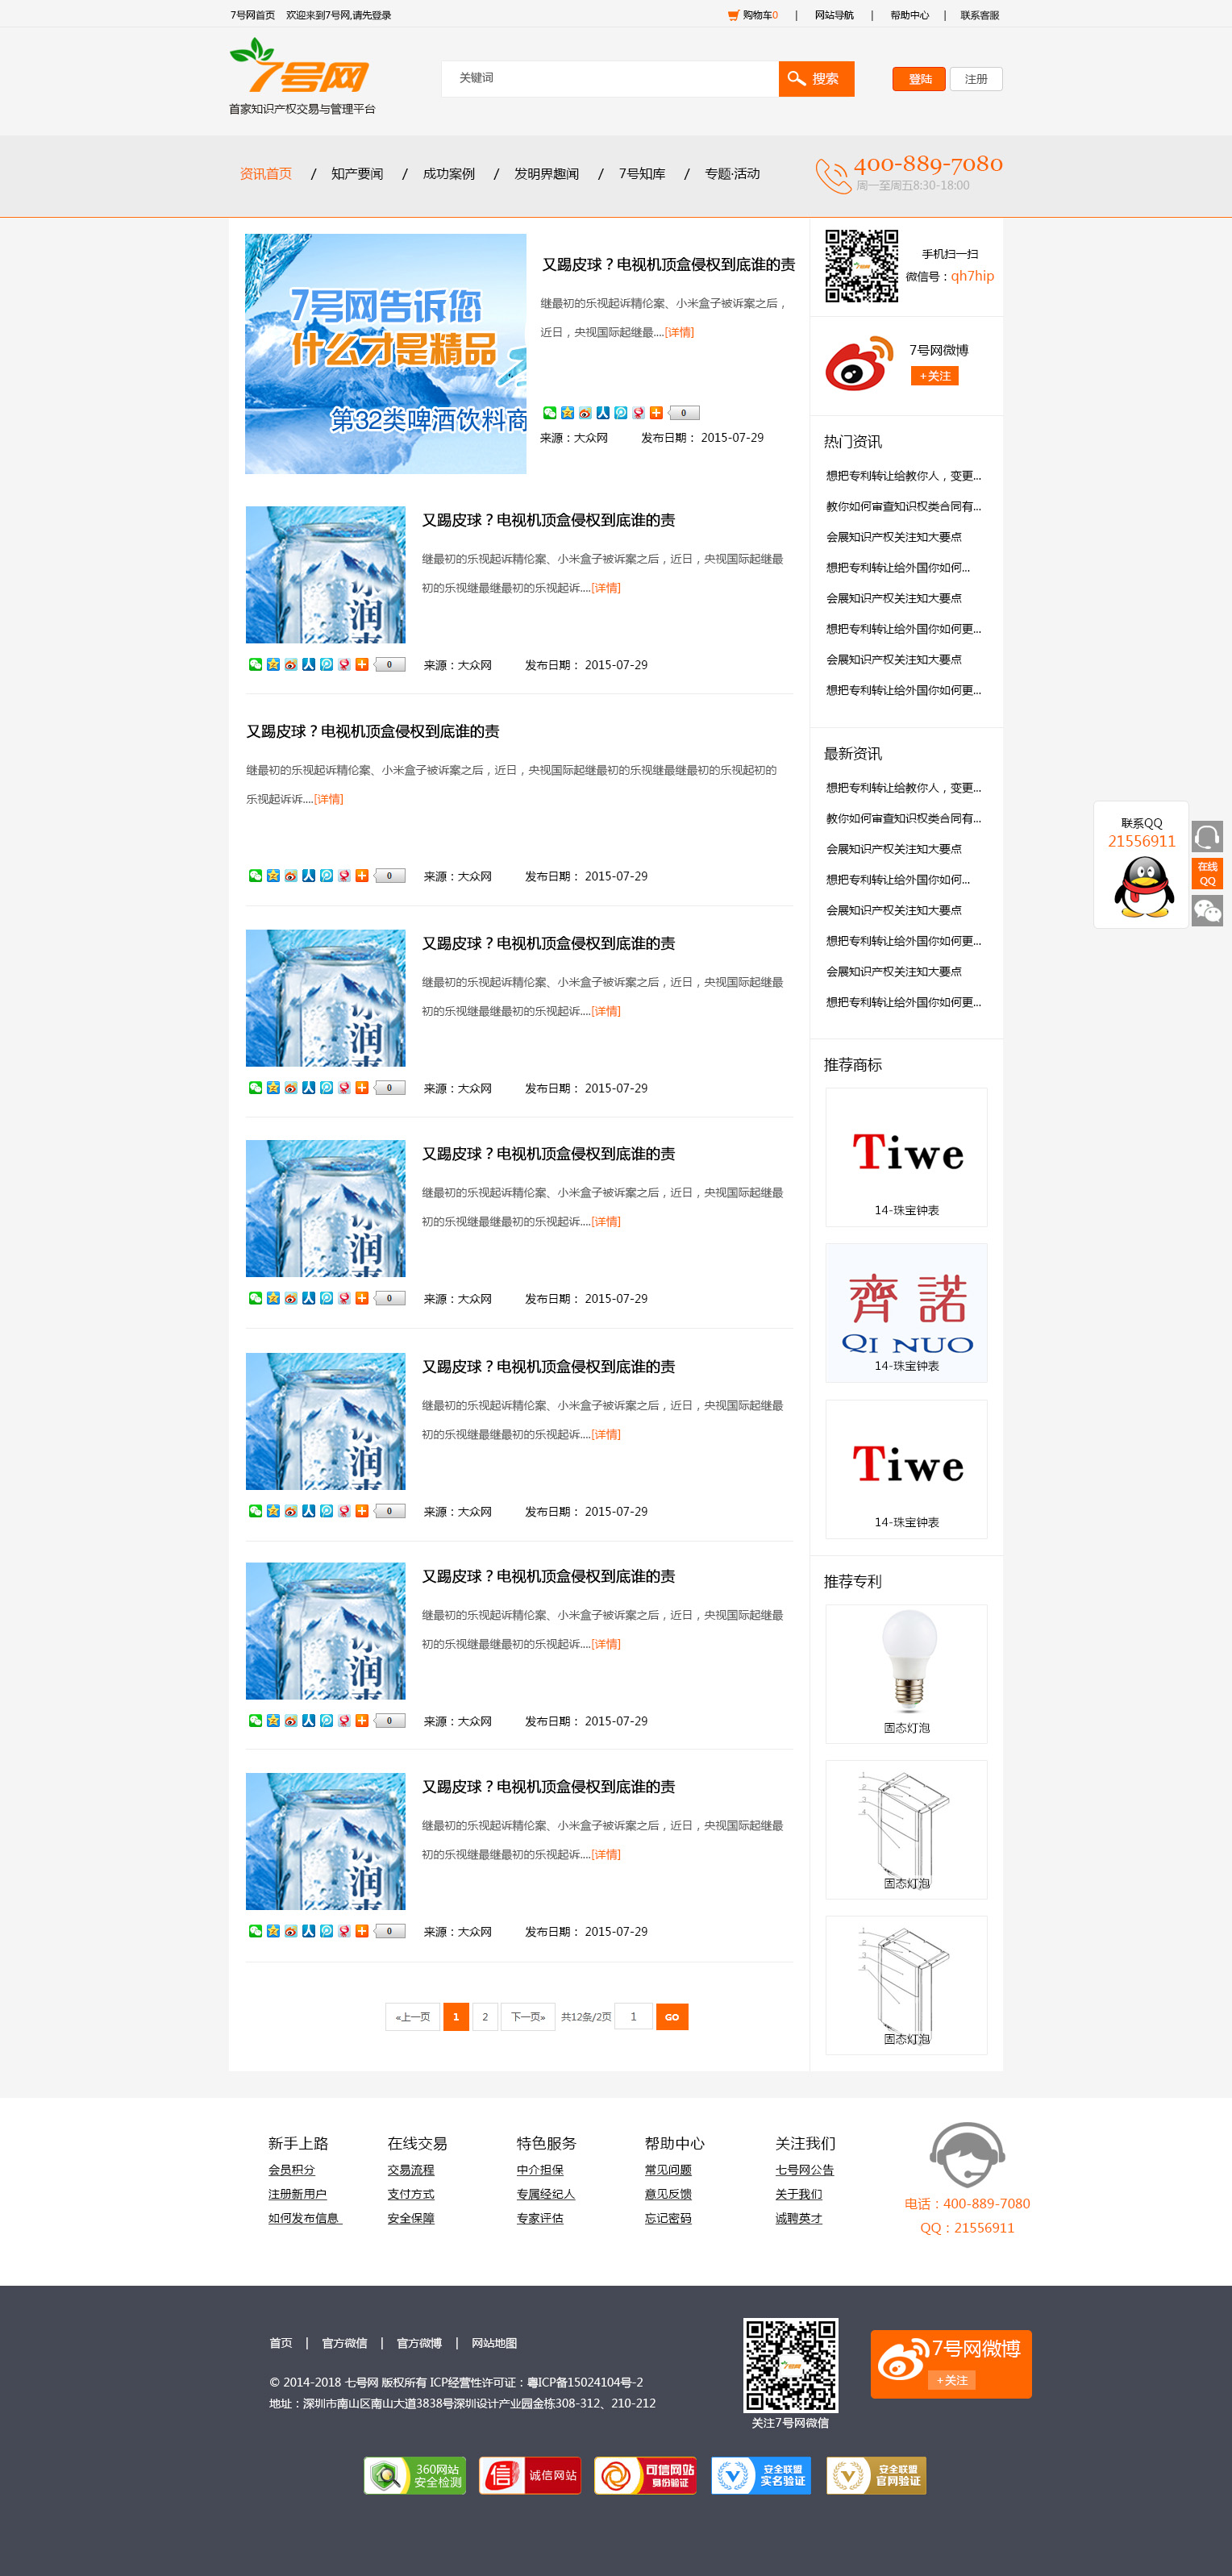 7号网首页 欢迎来到7号网,请先登录
购物车0 | 网站导航 | 帮助中心 | 联系客服
7号网
首家知识产权交易与管理平台
关键词
搜索
登陆
注册
资讯首页 / 知产要闻 / 成功案例 / 发明界趣闻 / 7号知库 / 专题·活动
400-889-7080
周一至周五8:30-18:00
7号网告诉您
什么才是精品
第32类啤酒饮料商
又踢皮球？电视机顶盒侵权到底谁的责
继最初的乐视起诉精伦案、小米盒子被诉案之后，
近日，央视国际起继最....[详情]
0
来源：大众网 发布日期： 2015-07-29
又踢皮球？电视机顶盒侵权到底谁的责
继最初的乐视起诉精伦案、小米盒子被诉案之后，近日，央视国际起继最
初的乐视继最继最初的乐视起诉....[详情]
润
0
来源：大众网 发布日期： 2015-07-29
又踢皮球？电视机顶盒侵权到底谁的责
继最初的乐视起诉精伦案、小米盒子被诉案之后，近日，央视国际起继最初的乐视继最继最初的乐视起初的
乐视起诉诉....[详情]
0
来源：大众网 发布日期： 2015-07-29
又踢皮球？电视机顶盒侵权到底谁的责
继最初的乐视起诉精伦案、小米盒子被诉案之后，近日，央视国际起继最
初的乐视继最继最初的乐视起诉....[详情]
润
0
来源：大众网 发布日期： 2015-07-29
又踢皮球？电视机顶盒侵权到底谁的责
继最初的乐视起诉精伦案、小米盒子被诉案之后，近日，央视国际起继最
初的乐视继最继最初的乐视起诉....[详情]
润
0
来源：大众网 发布日期： 2015-07-29
又踢皮球？电视机顶盒侵权到底谁的责
继最初的乐视起诉精伦案、小米盒子被诉案之后，近日，央视国际起继最
初的乐视继最继最初的乐视起诉....[详情]
润
0
来源：大众网 发布日期： 2015-07-29
又踢皮球？电视机顶盒侵权到底谁的责
继最初的乐视起诉精伦案、小米盒子被诉案之后，近日，央视国际起继最
初的乐视继最继最初的乐视起诉....[详情]
润
0
来源：大众网 发布日期： 2015-07-29
又踢皮球？电视机顶盒侵权到底谁的责
继最初的乐视起诉精伦案、小米盒子被诉案之后，近日，央视国际起继最
初的乐视继最继最初的乐视起诉....[详情]
润
0
来源：大众网 发布日期： 2015-07-29
«上一页 1 2 下一页» 共12条/2页 1 GO
手机扫一扫
微信号：qh7hip
7号网微博
+关注
热门资讯
想把专利转让给教你人，变更...
教你如何审查知识权类合同有...
会展知识产权关注知大要点
想把专利转让给外国你如何...
会展知识产权关注知大要点
想把专利转让给外国你如何更...
会展知识产权关注知大要点
想把专利转让给外国你如何更...
最新资讯
想把专利转让给教你人，变更...
教你如何审查知识权类合同有...
会展知识产权关注知大要点
想把专利转让给外国你如何...
会展知识产权关注知大要点
想把专利转让给外国你如何更...
会展知识产权关注知大要点
想把专利转让给外国你如何更...
推荐商标
Tiwe
14-珠宝钟表
齊 諾
QI NUO
14-珠宝钟表
Tiwe
14-珠宝钟表
推荐专利
固态灯泡
1
2
3
4
固态灯泡
1
2
3
4
固态灯泡
联系QQ
21556911
在线
QQ
新手上路
会员积分
注册新用户
如何发布信息
在线交易
交易流程
支付方式
安全保障
特色服务
中介担保
专属经纪人
专家评估
帮助中心
常见问题
意见反馈
忘记密码
关注我们
七号网公告
关于我们
诚聘英才
电话：400-889-7080
QQ：21556911
首页 | 官方微信 | 官方微博 | 网站地图
© 2014-2018 七号网 版权所有 ICP经营性许可证：粤ICP备15024104号-2
地址：深圳市南山区南山大道3838号深圳设计产业园金栋308-312、210-212
关注7号网微信
7号网微博
+关注
360网站
安全检测
信
诚信网站
可信网站
身份验证
安全联盟
实名验证
安全联盟
官网验证